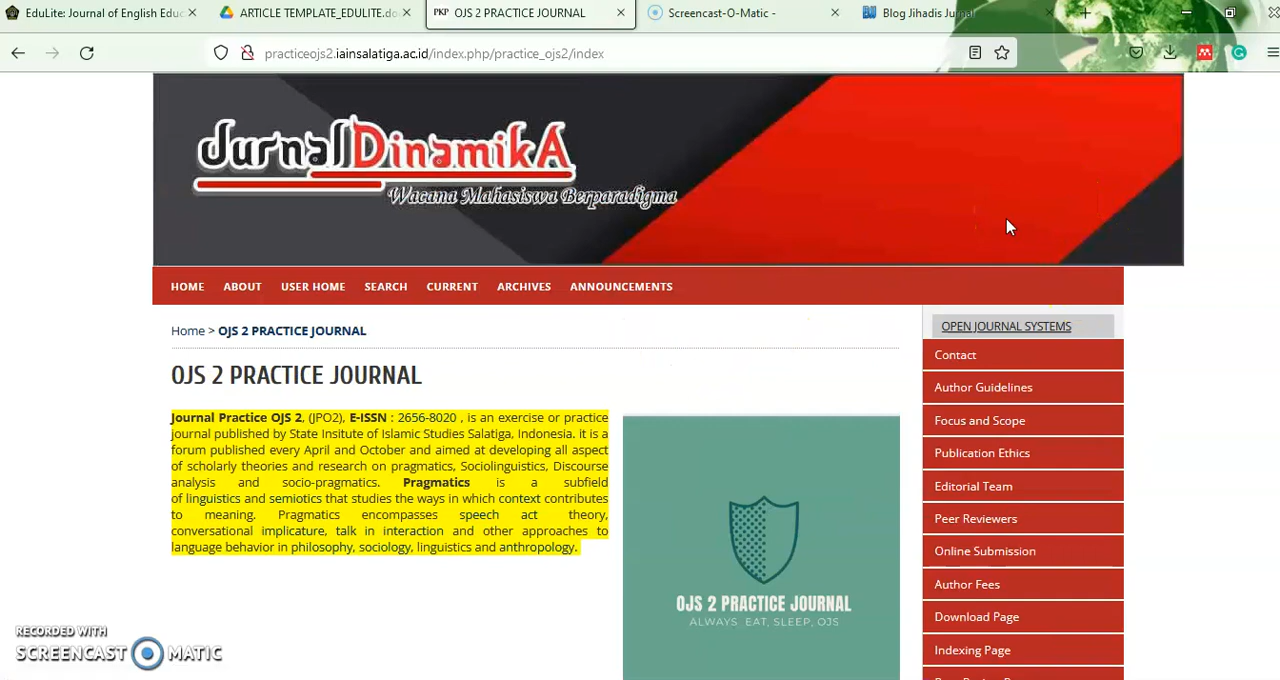 EduLite: Journal of English Educ
ARTICLE TEMPLATE_EDULITE.do
PKP OJS 2 PRACTICE JOURNAL
Screencast-O-Matic -
Blog Jihadis Jurnal
practiceojs2.iainsalatiga.ac.id/index.php/practice_ojs2/index
JurnalDinamikA
Wacana Mahasiswa Berparadigma
HOME ABOUT USER HOME SEARCH CURRENT ARCHIVES ANNOUNCEMENTS
Home > OJS 2 PRACTICE JOURNAL
OJS 2 PRACTICE JOURNAL
Journal Practice OJS 2, (JPO2), E-ISSN : 2656-8020 , is an exercise or practice
journal published by State Insitute of Islamic Studies Salatiga, Indonesia. it is a
forum published every April and October and aimed at developing all aspect
of scholarly theories and research on pragmatics, Sociolinguistics, Discourse
analysis and socio-pragmatics. Pragmatics is a subfield
of linguistics and semiotics that studies the ways in which context contributes
to meaning. Pragmatics encompasses speech act theory,
conversational implicature, talk in interaction and other approaches to
language behavior in philosophy, sociology, linguistics and anthropology.
OJS 2 PRACTICE JOURNAL
ALWAYS EAT, SLEEP, OJS
OPEN JOURNAL SYSTEMS
Contact
Author Guidelines
Focus and Scope
Publication Ethics
Editorial Team
Peer Reviewers
Online Submission
Author Fees
Download Page
Indexing Page
RECORDED WITH
SCREENCAST MATIC